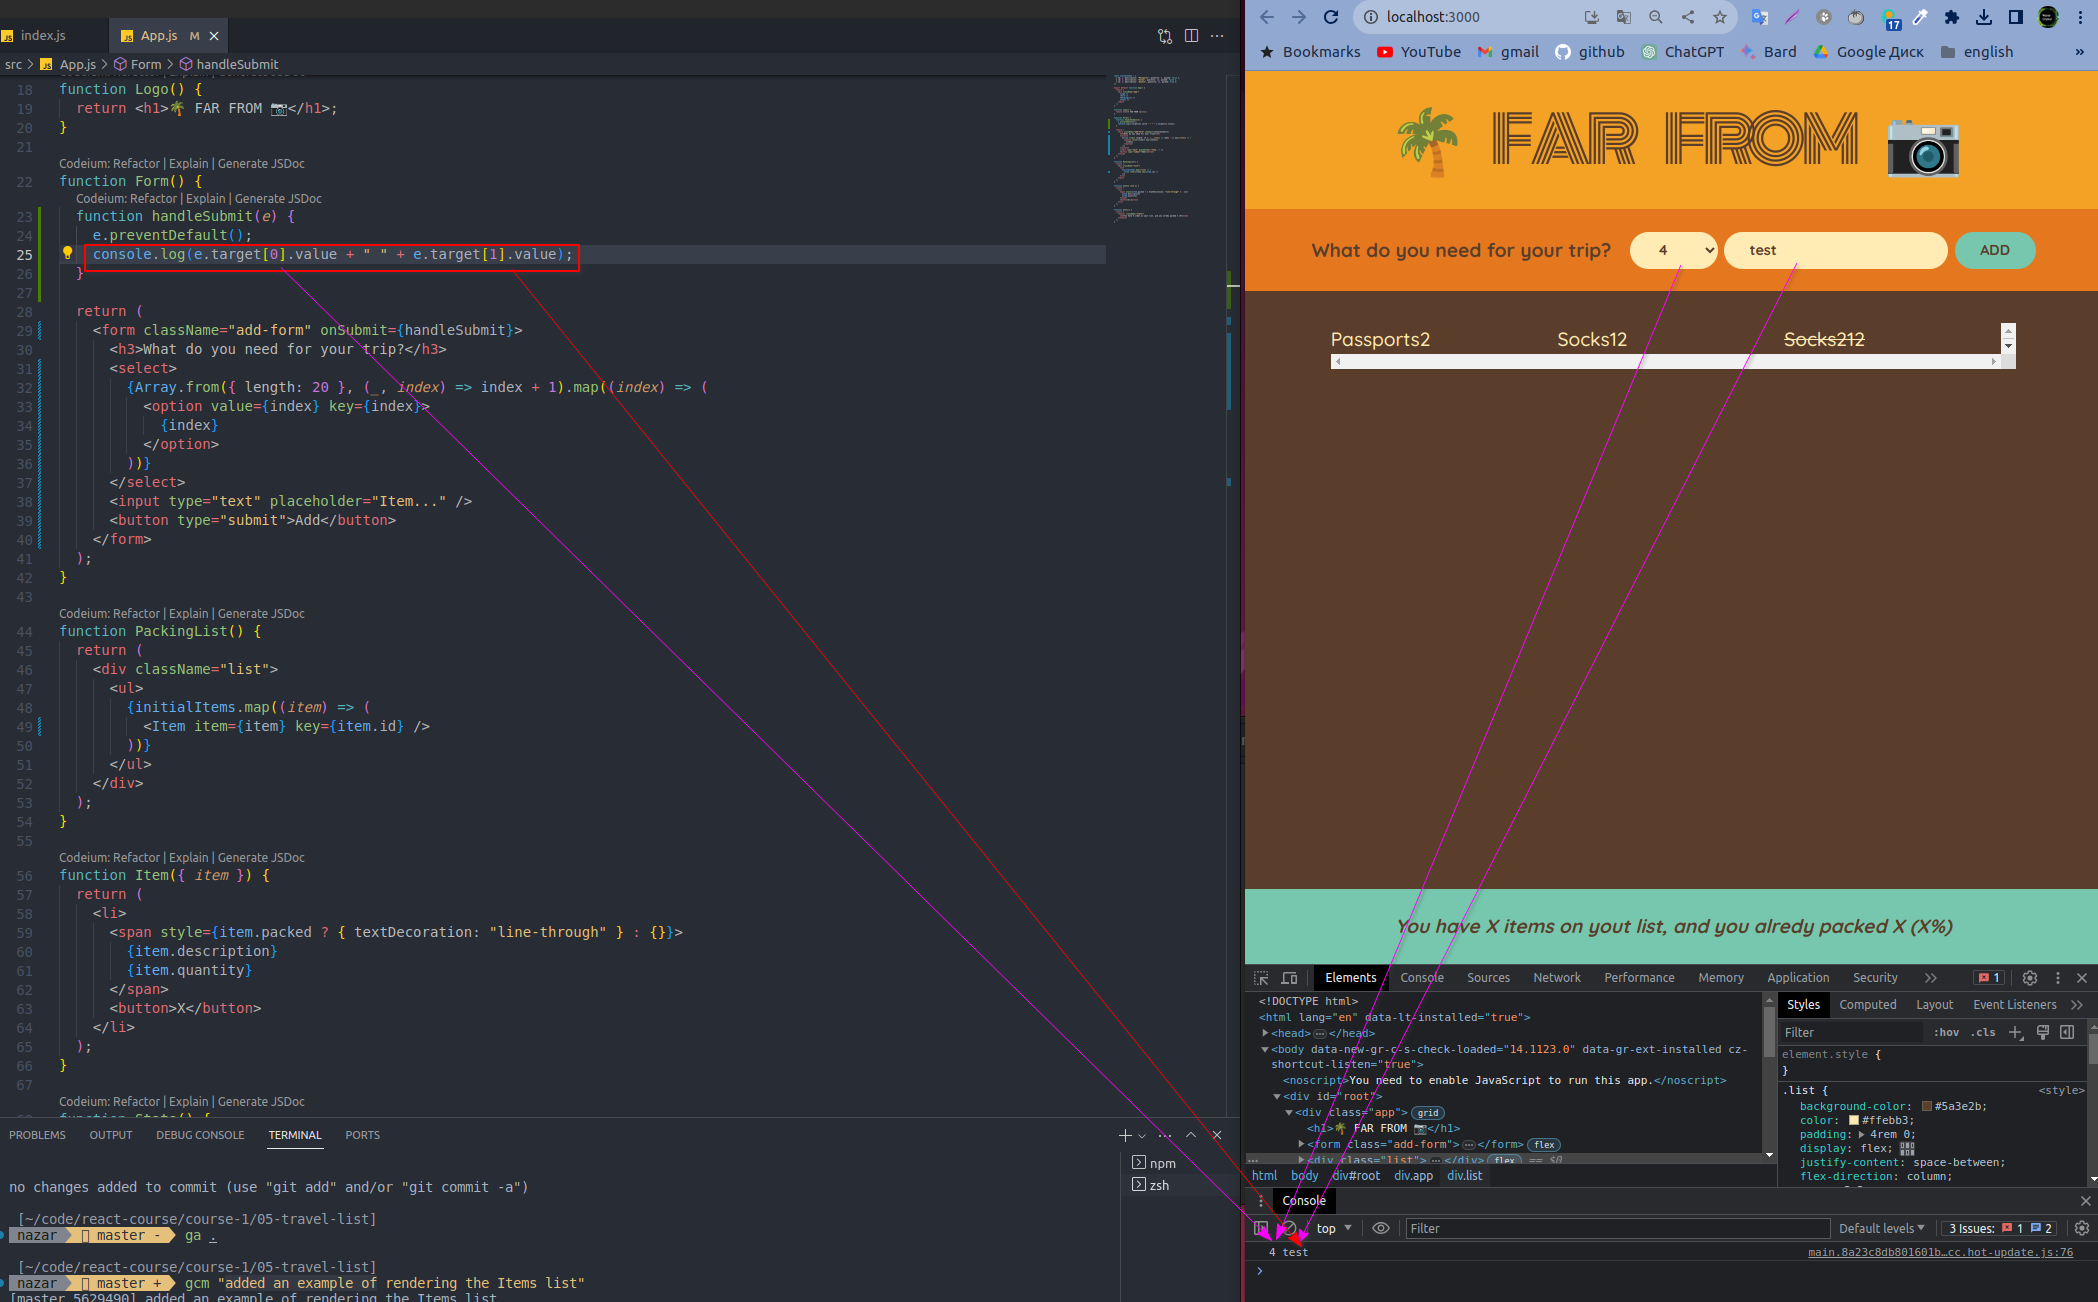 index.js
App.js M
src > App.js > Form > handleSubmit
18 function Logo() {
19 return <h1>🌴 FAR FROM 📷</h1>;
20 }
21
Codeium: Refactor | Explain | Generate JSDoc
22 function Form() {
Codeium: Refactor | Explain | Generate JSDoc
23 function handleSubmit(e) {
24 e.preventDefault();
25 console.log(e.target[0].value + " " + e.target[1].value);
26 }
27
28 return (
29 <form className="add-form" onSubmit={handleSubmit}>
30 <h3>What do you need for your trip?</h3>
31 <select>
32 {Array.from({ length: 20 }, (_, index) => index + 1).map((index) => (
33 <option value={index} key={index}>
34 {index}
35 </option>
36 ))}
37 </select>
38 <input type="text" placeholder="Item..." />
39 <button type="submit">Add</button>
40 </form>
41 );
42 }
43
Codeium: Refactor | Explain | Generate JSDoc
44 function PackingList() {
45 return (
46 <div className="list">
47 <ul>
48 {initialItems.map((item) => (
49 <Item item={item} key={item.id} />
50 ))}
51 </ul>
52 </div>
53 );
54 }
55
Codeium: Refactor | Explain | Generate JSDoc
56 function Item({ item }) {
57 return (
58 <li>
59 <span style={item.packed ? { textDecoration: "line-through" } : {}}>
60 {item.description}
61 {item.quantity}
62 </span>
63 <button>X</button>
64 </li>
65 );
66 }
67
Codeium: Refactor | Explain | Generate JSDoc
PROBLEMS OUTPUT DEBUG CONSOLE TERMINAL PORTS
npm
zsh
no changes added to commit (use "git add" and/or "git commit -a")
[~/code/react-course/course-1/05-travel-list]
nazar master - ga .
[~/code/react-course/course-1/05-travel-list]
nazar master + gcm "added an example of rendering the Items list"
[master 5629490] added an example of rendering the Items list
localhost:3000
17
Bookmarks YouTube gmail github ChatGPT Bard Google Диск english »
🌴 FAR FROM 📷
What do you need for your trip? 4 test ADD
Passports2 Socks12 Socks212
You have X items on yout list, and you alredy packed X (X%)
Elements Console Sources Network Performance Memory Application Security 1
<!DOCTYPE html>
<html lang="en" data-lt-installed="true">
<head> </head>
<body data-new-gr-c-s-check-loaded="14.1123.0" data-gr-ext-installed cz-
shortcut-listen="true">
<noscript>You need to enable JavaScript to run this app.</noscript>
<div id="root">
<div class="app"> grid
<h1>🌴 FAR FROM 📷</h1>
<form class="add-form"> </form> flex
<div class="list"> </div> flex == $0
html body div#root div.app div.list
Styles Computed Layout Event Listeners
Filter :hov .cls
element.style {
}
.list { <style>
background-color: #5a3e2b;
color: #ffebb3;
padding: 4rem 0;
display: flex;
justify-content: space-between;
flex-direction: column;
Console
top Filter Default levels 3 Issues: 1 2
4 test main.8a23c8db801601b…cc.hot-update.js:76